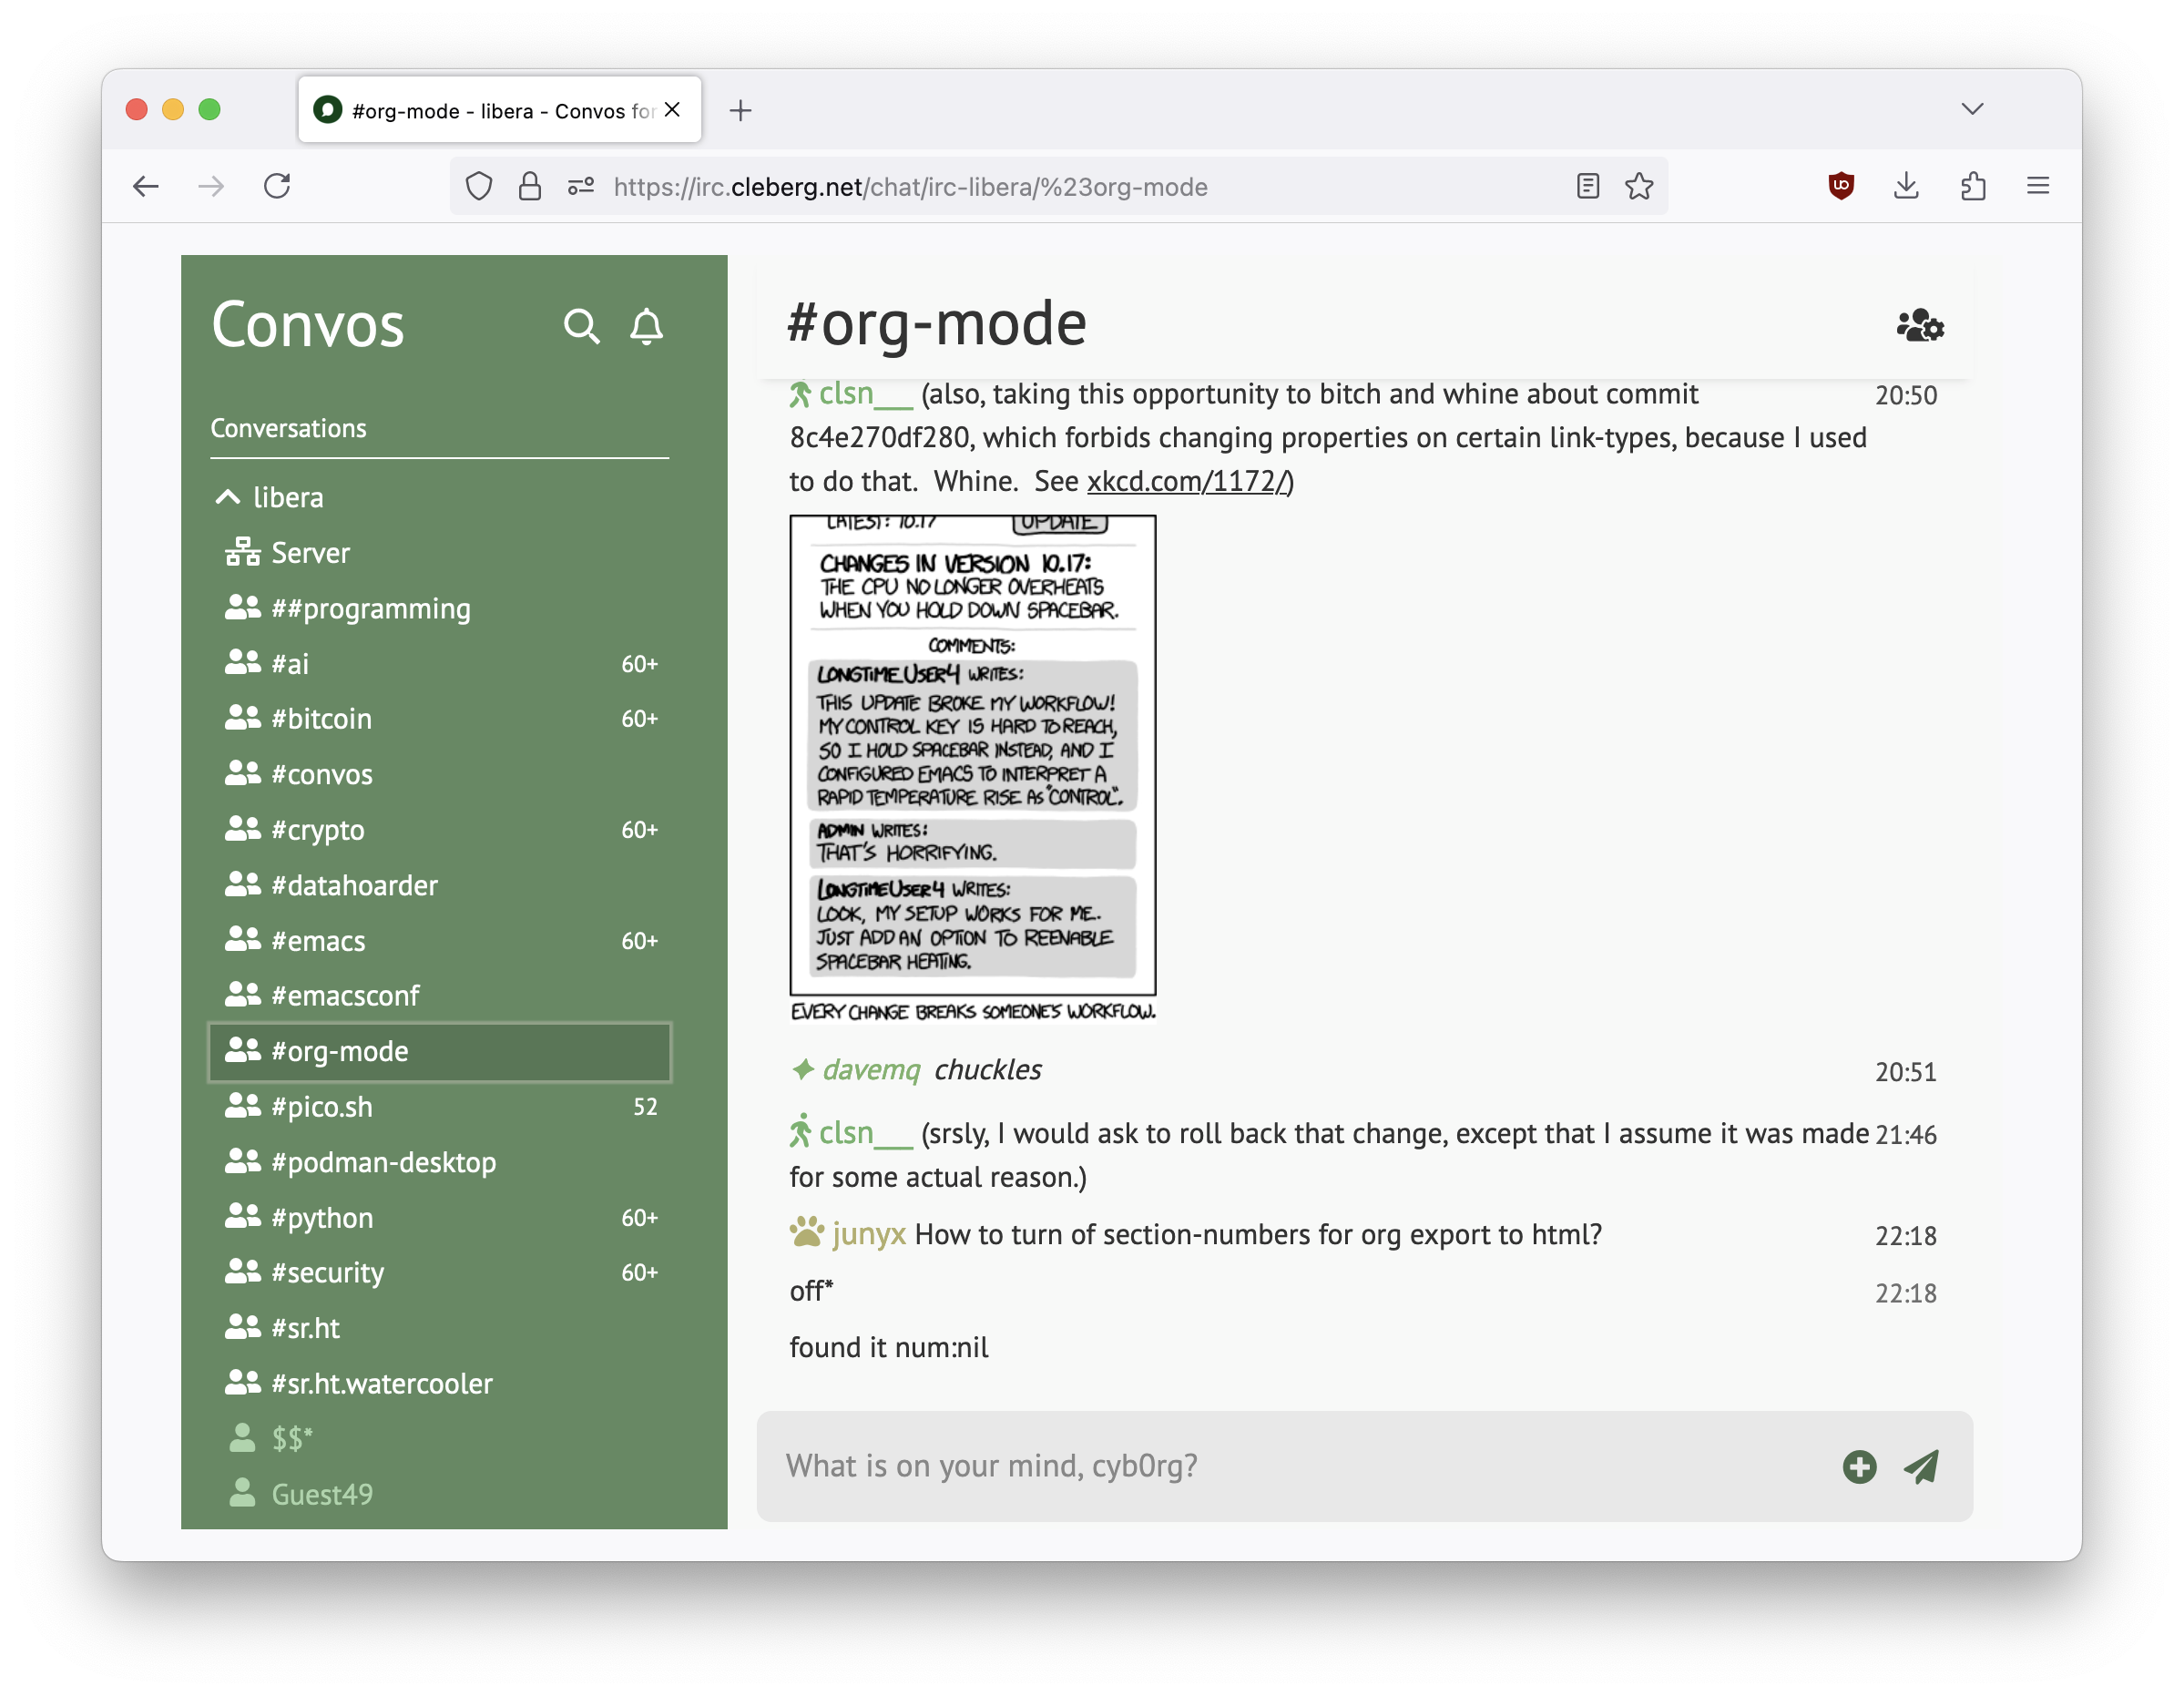 #org-mode - libera - Convos for
https://irc.cleberg.net/chat/irc-libera/%23org-mode
Convos
Conversations
libera
Server
##programming
#ai 60+
#bitcoin 60+
#convos
#crypto 60+
#datahoarder
#emacs 60+
#emacsconf
#org-mode
#pico.sh 52
#podman-desktop
#python 60+
#security 60+
#sr.ht
#sr.ht.watercooler
$$*
Guest49
#org-mode
clsn__ (also, taking this opportunity to bitch and whine about commit 20:50
8c4e270df280, which forbids changing properties on certain link-types, because I used
to do that.  Whine.  See xkcd.com/1172/)
LATEST: 10.17 UPDATE
CHANGES IN VERSION 10.17:
THE CPU NO LONGER OVERHEATS
WHEN YOU HOLD DOWN SPACEBAR.
COMMENTS:
LONGTIMEUSER4 WRITES:
THIS UPDATE BROKE MY WORKFLOW!
MY CONTROL KEY IS HARD TO REACH,
SO I HOLD SPACEBAR INSTEAD, AND I
CONFIGURED EMACS TO INTERPRET A
RAPID TEMPERATURE RISE AS "CONTROL".
ADMIN WRITES:
THAT'S HORRIFYING.
LONGTIMEUSER4 WRITES:
LOOK, MY SETUP WORKS FOR ME.
JUST ADD AN OPTION TO REENABLE
SPACEBAR HEATING.
EVERY CHANGE BREAKS SOMEONE'S WORKFLOW.
davemq chuckles 20:51
clsn__ (srsly, I would ask to roll back that change, except that I assume it was made 21:46
for some actual reason.)
junyx How to turn of section-numbers for org export to html? 22:18
off* 22:18
found it num:nil
What is on your mind, cyb0rg?